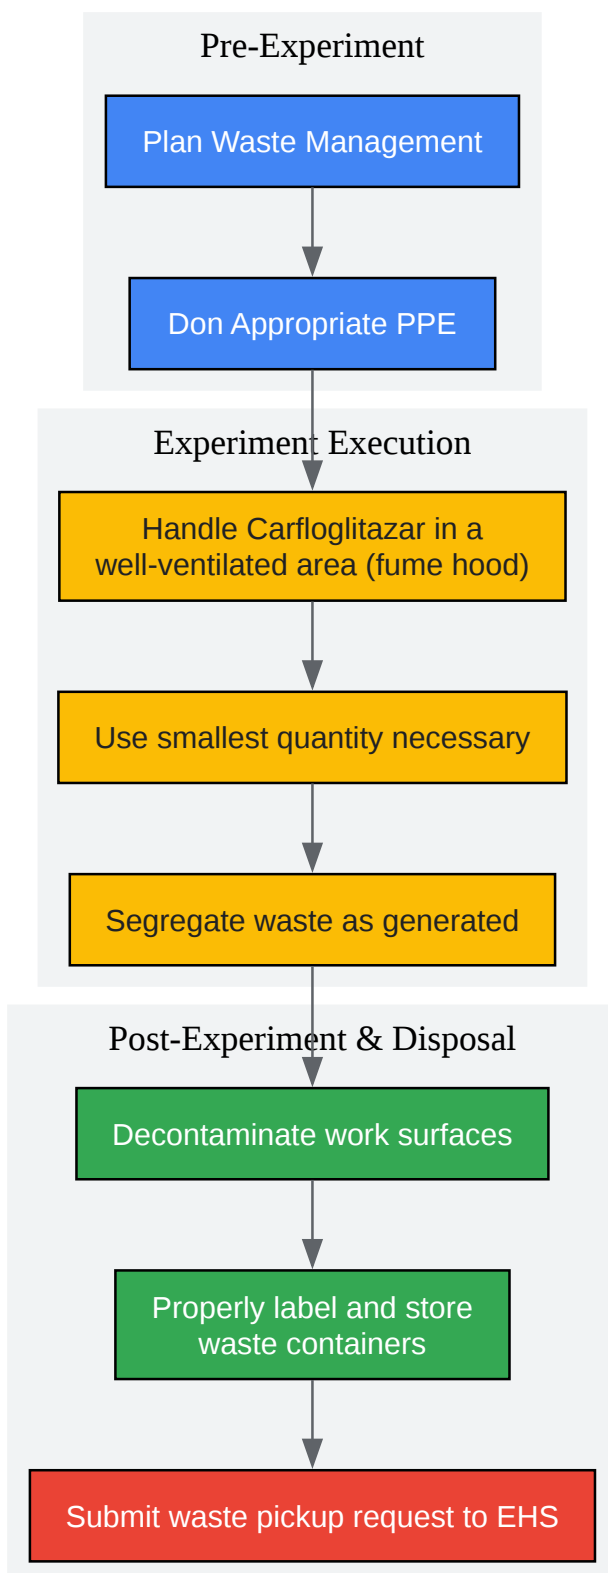 Pre-Experiment
Plan Waste Management
Don Appropriate PPE
Experiment Execution
Handle Carfloglitazar in a
well-ventilated area (fume hood)
Use smallest quantity necessary
Segregate waste as generated
Post-Experiment & Disposal
Decontaminate work surfaces
Properly label and store
waste containers
Submit waste pickup request to EHS